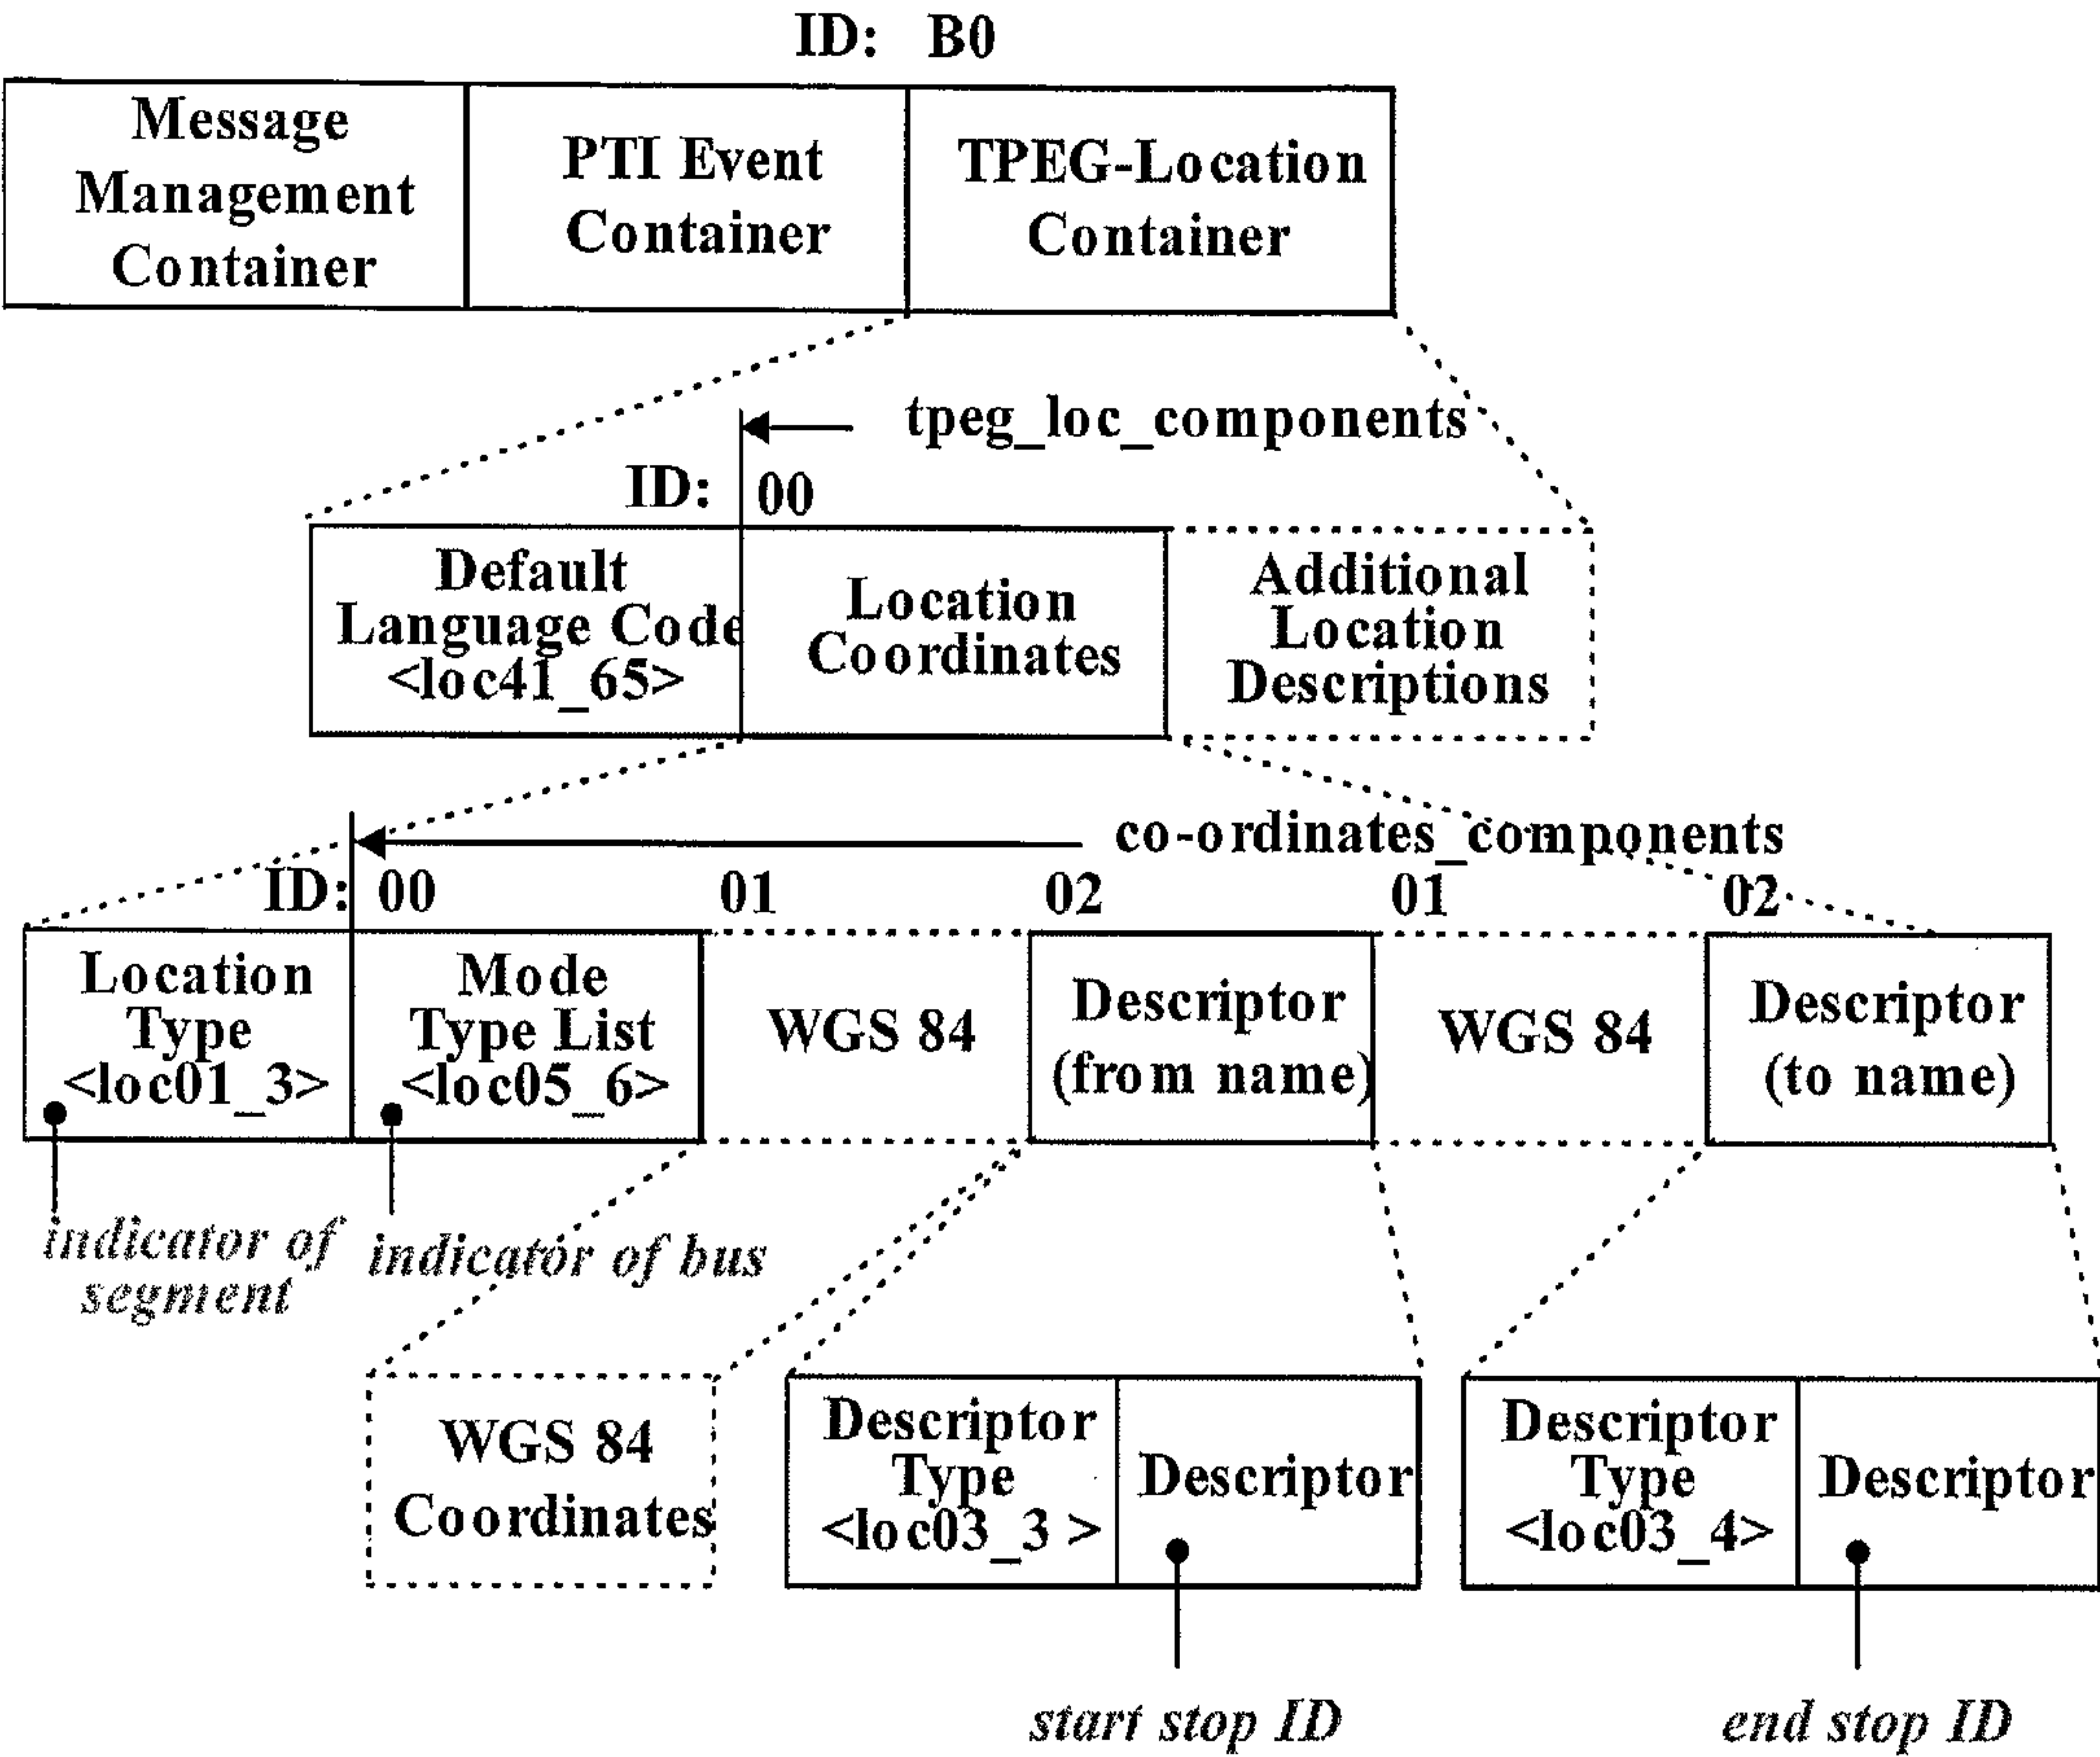 ID: B0
Message
Management
Container
PTI Event
Container
TPEG-Location
Container
tpeg_loc_components
ID: 00
Default
Language Code
<loc41_65>
Location
Coordinates
Additional
Location
Descriptions
co-ordinates_components
ID: 00 01 02 01 02
Location
Type
<loc01_3>
Mode
Type List
<loc05_6>
WGS 84
Descriptor
(from name)
WGS 84
Descriptor
(to name)
indicator of
segment
indicator of bus
WGS 84
Coordinates
Descriptor
Type
<loc03_3 >
Descriptor
Descriptor
Type
<loc03_4>
Descriptor
start stop ID
end stop ID